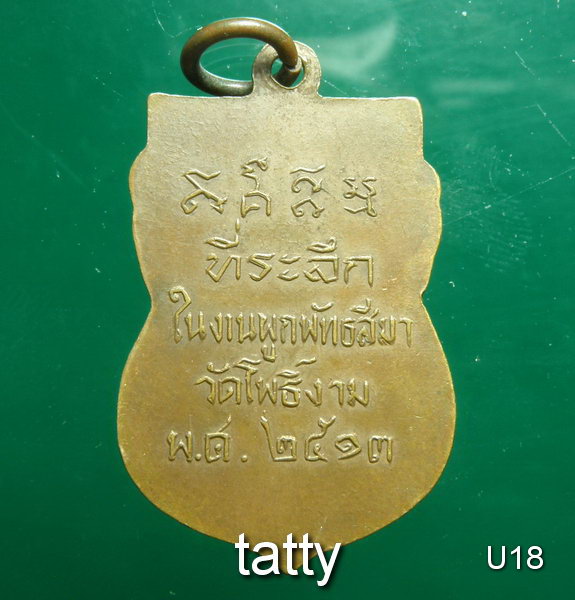 ที่ระลึก
ในงานผูกพัทธสีมา
วัดโพธิ์งาม
พ.ศ. ๒๕๑๓
tatty
U18